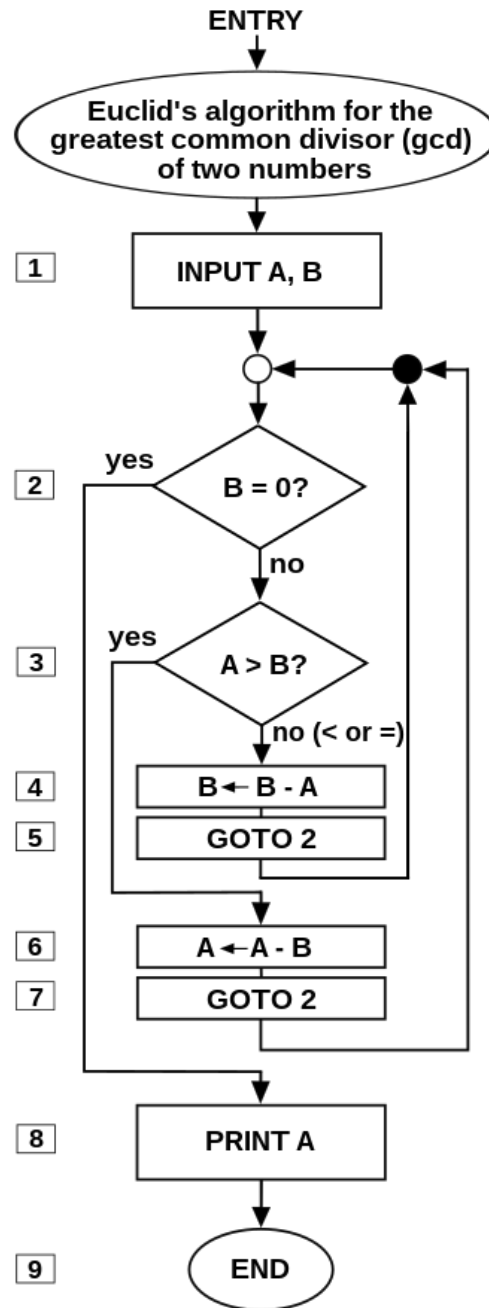 ENTRY
Euclid's algorithm for the
greatest common divisor (gcd)
of two numbers
1
INPUT A, B
yes
2
B = 0?
no
yes
3
A > B?
no (< or =)
4
B ← B - A
5
GOTO 2
6
A ← A - B
7
GOTO 2
8
PRINT A
9
END